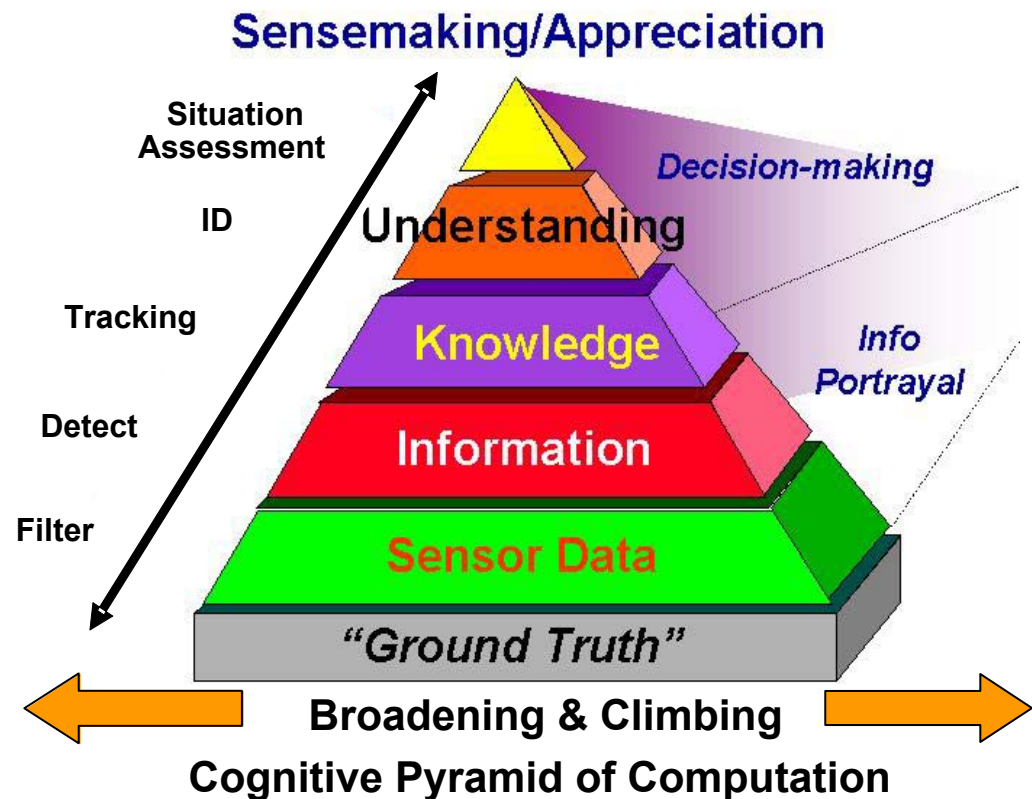 Sensemaking/Appreciation
Situation
Assessment
Decision-making
ID
Understanding
Tracking
Knowledge
Info
Portrayal
Detect
Information
Filter
Sensor Data
“Ground Truth”
Broadening & Climbing
Cognitive Pyramid of Computation